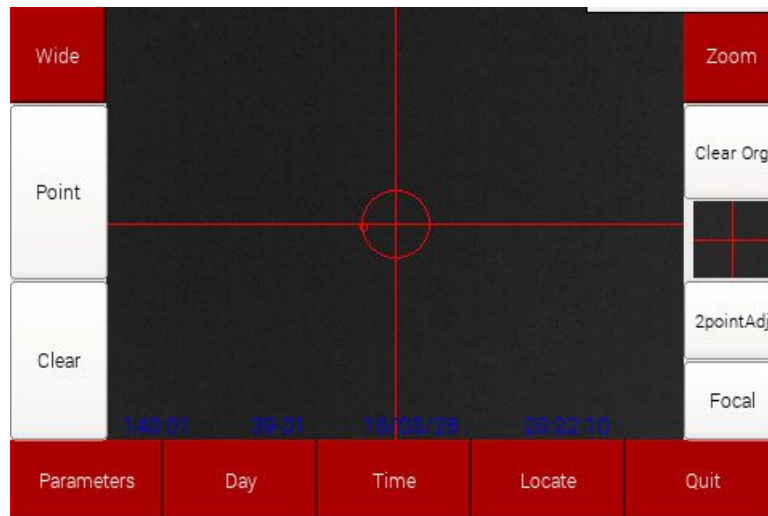 Wide
Zoom
Clear Org
Point
2pointAdj
Clear
Focal
140.01 39.01 16/03/26 20:22:10
Parameters Day Time Locate Quit